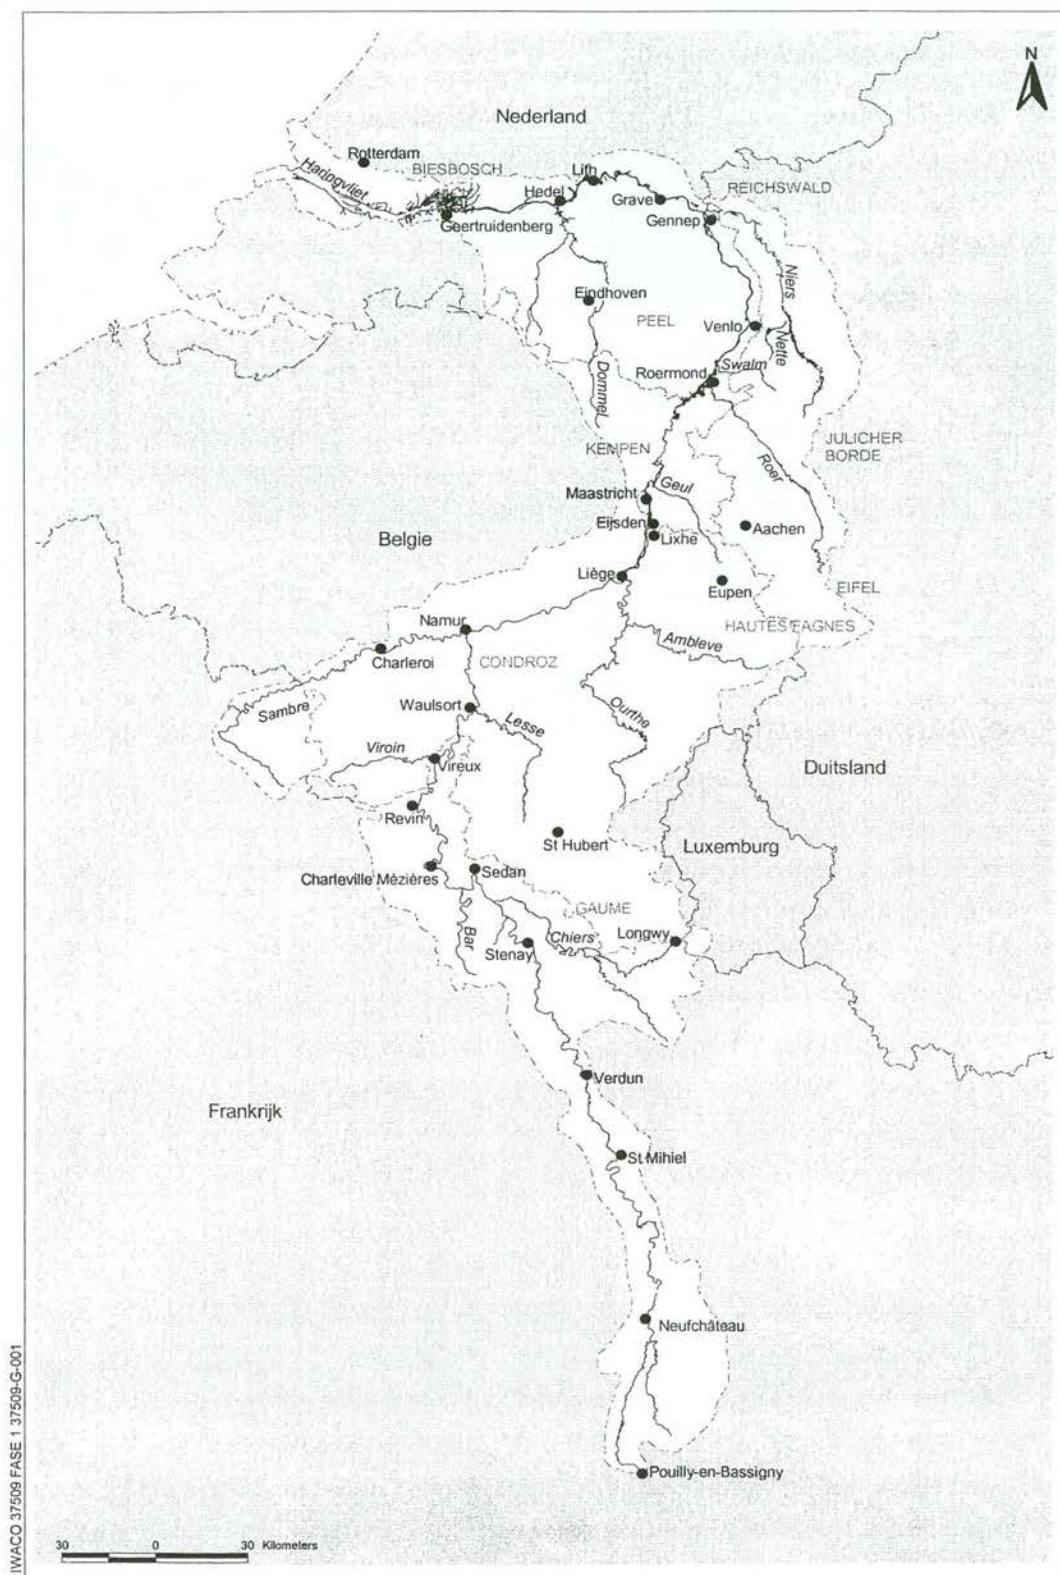 N
Nederland
Rotterdam
BIESBOSCH
Lith
Haringvliet
Hedel
Grave
REICHSWALD
Geertruidenberg
Gennep
Niers
Eindhoven
PEEL
Venlo
Nette
Roermond
Swalm
Dommel
KEMPEN
JULICHER
BORDE
Roer
Maastricht
Geul
Eijsden
Aachen
Belgie
Lixhe
Liège
Eupen
EIFEL
Namur
HAUTES FAGNES
Ambleve
Charleroi
CONDROZ
Sambre
Waulsort
Lesse
Ourthe
Viroin
Vireux
Duitsland
Revin
St Hubert
Luxemburg
Charleville Mézières
Sedan
GAUME
Bar
Chiers
Longwy
Stenay
Verdun
Frankrijk
St Mihiel
Neufchâteau
Pouilly-en-Bassigny
30 0 30 Kilometers
IWACO 37509 FASE 1 37509-G-001